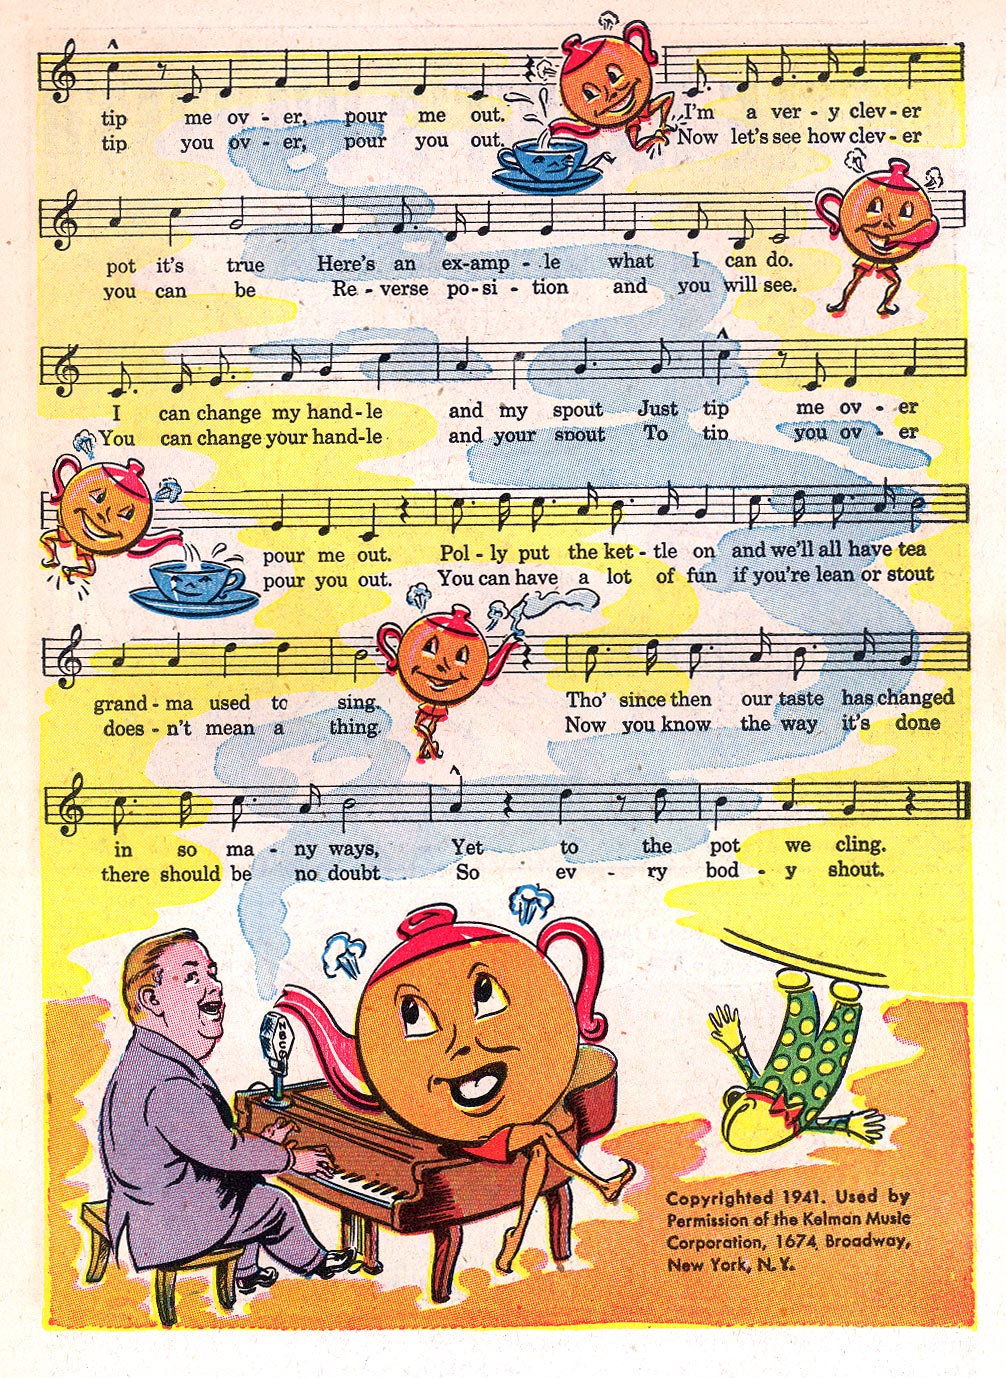 tip me ov - er, pour me out. I'm a ver - y clev - er
tip you ov - er, pour you out. Now let's see how clev - er
pot it's true Here's an ex-amp - le what I can do.
you can be Re - verse po-si - tion and you will see.
I can change my hand - le and my spout Just tip me ov - er
You can change your hand-le and your spout To tip you ov - er
pour me out. Pol - ly put the ket - tle on and we'll all have tea
pour you out. You can have a lot of fun if you're lean or stout
grand - ma used to sing. Tho' since then our taste has changed
does - n't mean a thing. Now you know the way it's done
in so ma - ny ways, Yet to the pot we cling.
there should be no doubt So ev - ry bod - y shout.
NBC
Copyrighted 1941. Used by
Permission of the Kelman Music
Corporation, 1674, Broadway,
New York, N. Y.